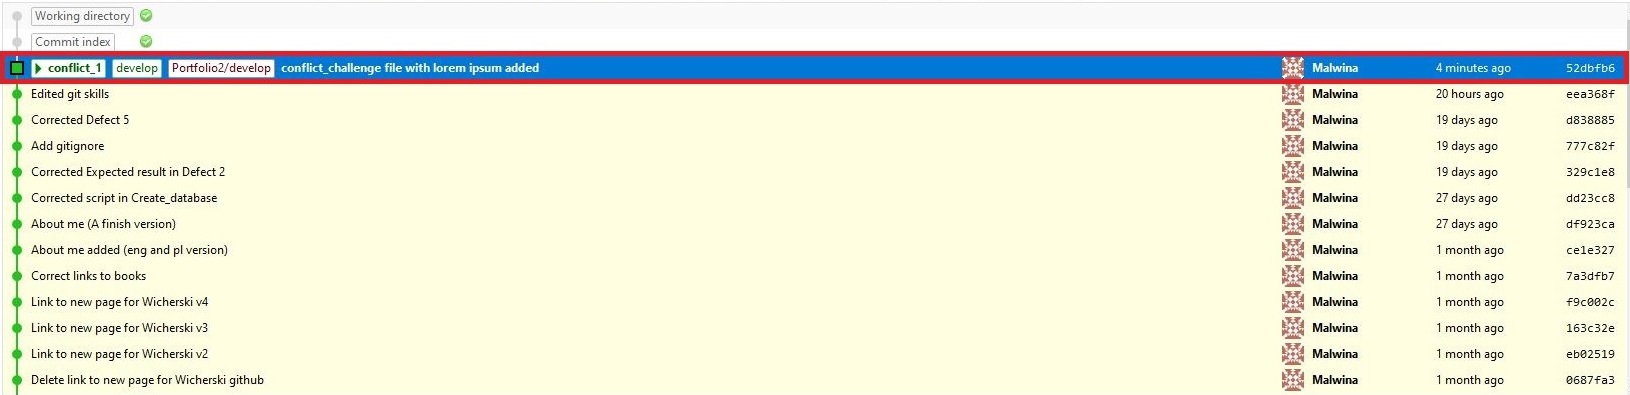 Working directory
Commit index
conflict_1 develop Portfolio2/develop conflict_challenge file with lorem ipsum added Malwina 4 minutes ago 52dbfb6
Edited git skills Malwina 20 hours ago eea368f
Corrected Defect 5 Malwina 19 days ago d838885
Add gitignore Malwina 19 days ago 777c82f
Corrected Expected result in Defect 2 Malwina 19 days ago 329c1e8
Corrected script in Create_database Malwina 27 days ago dd23cc8
About me (A finish version) Malwina 27 days ago df923ca
About me added (eng and pl version) Malwina 1 month ago ce1e327
Correct links to books Malwina 1 month ago 7a3dfb7
Link to new page for Wicherski v4 Malwina 1 month ago f9c002c
Link to new page for Wicherski v3 Malwina 1 month ago 163c32e
Link to new page for Wicherski v2 Malwina 1 month ago eb02519
Delete link to new page for Wicherski github Malwina 1 month ago 0687fa3